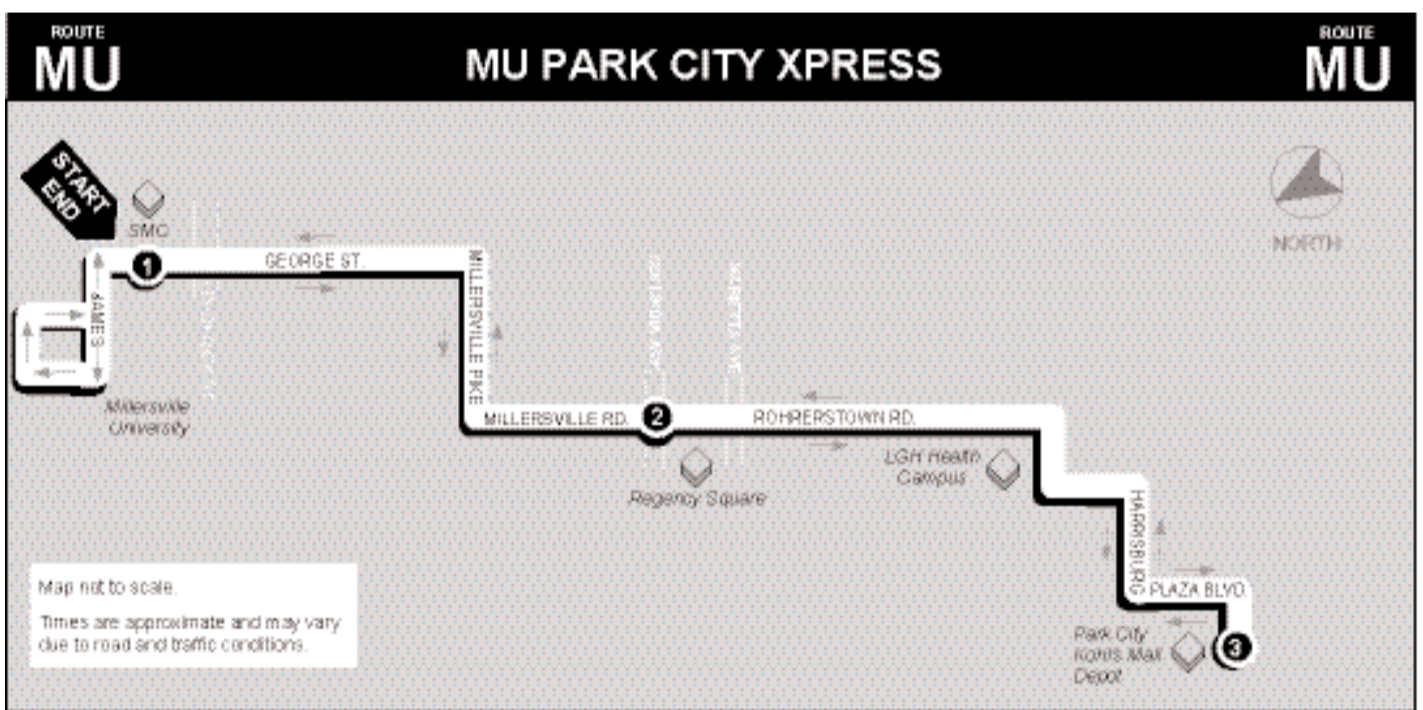 ROUTE
MU
MU PARK CITY XPRESS
ROUTE
MU
START
END
SMC
NORTH
1
GEORGE ST.
JAMES
MILLERSVILLE PIKE
Millersville
University
MILLERSVILLE RD.
2
ROHRERSTOWN RD.
Regency Square
LGH Health
Campus
HARRISBURG
PLAZA BLVD.
Park City
Kohl's Mall
Depot
3
Map not to scale.
Times are approximate and may vary
due to road and traffic conditions.